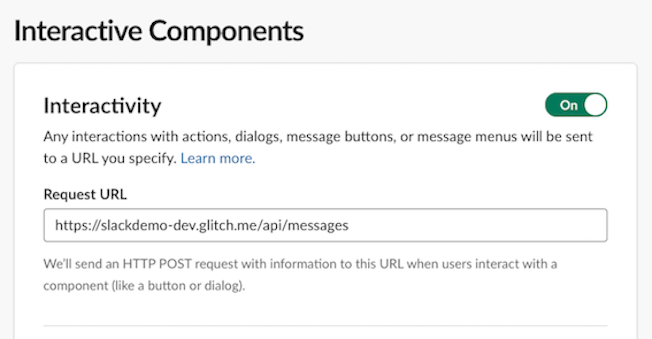 Interactive Components
Interactivity
On
Any interactions with actions, dialogs, message buttons, or message menus will be sent
to a URL you specify. Learn more.
Request URL
https://slackdemo-dev.glitch.me/api/messages
We'll send an HTTP POST request with information to this URL when users interact with a
component (like a button or dialog).